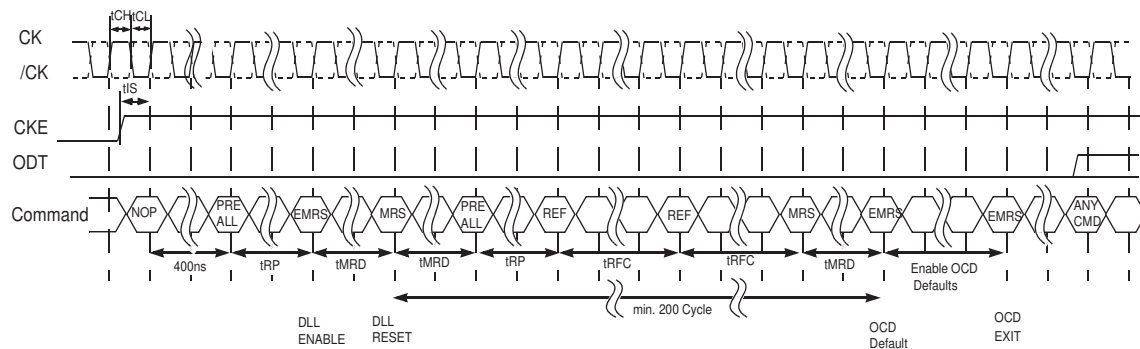 tCH tCL
CK
/CK
tIS
CKE
ODT
Command NOP PRE ALL EMRS MRS PRE ALL REF REF MRS EMRS EMRS ANY CMD
400ns tRP tMRD tMRD tRP tRFC tRFC tMRD Enable OCD Defaults
min. 200 Cycle
DLL ENABLE
DLL RESET
OCD Default
OCD EXIT